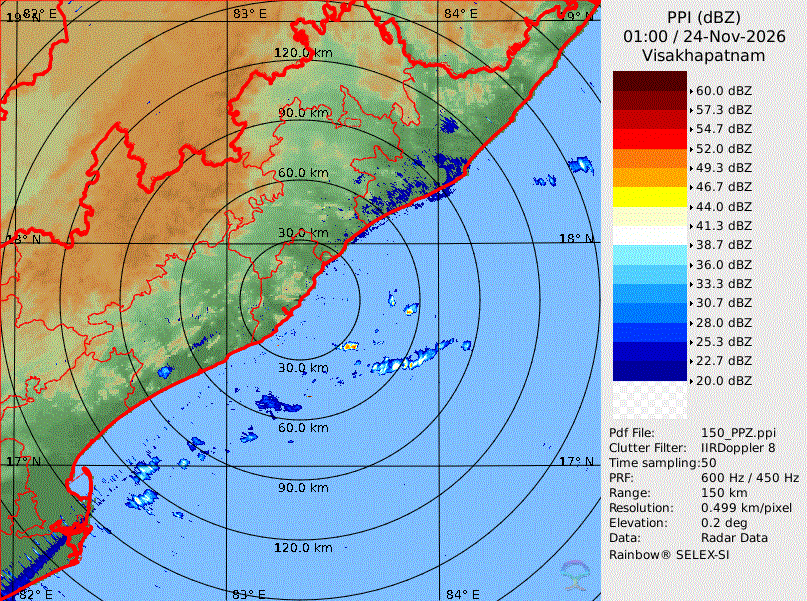 PPI (dBZ)
01:00 / 24-Nov-2026
Visakhapatnam
60.0 dBZ
57.3 dBZ
54.7 dBZ
52.0 dBZ
49.3 dBZ
46.7 dBZ
44.0 dBZ
41.3 dBZ
38.7 dBZ
36.0 dBZ
33.3 dBZ
30.7 dBZ
28.0 dBZ
25.3 dBZ
22.7 dBZ
20.0 dBZ
Pdf File: 150_PPZ.ppi
Clutter Filter: IIRDoppler 8
Time sampling:50
PRF: 600 Hz / 450 Hz
Range: 150 km
Resolution: 0.499 km/pixel
Elevation: 0.2 deg
Data: Radar Data
Rainbow® SELEX-SI
82° E 83° E 84° E
19° N 19° N
120.0 km
90.0 km
60.0 km
30.0 km
18° N 18° N
30.0 km
60.0 km
17° N 17° N
90.0 km
120.0 km
82° E 83° E 84° E